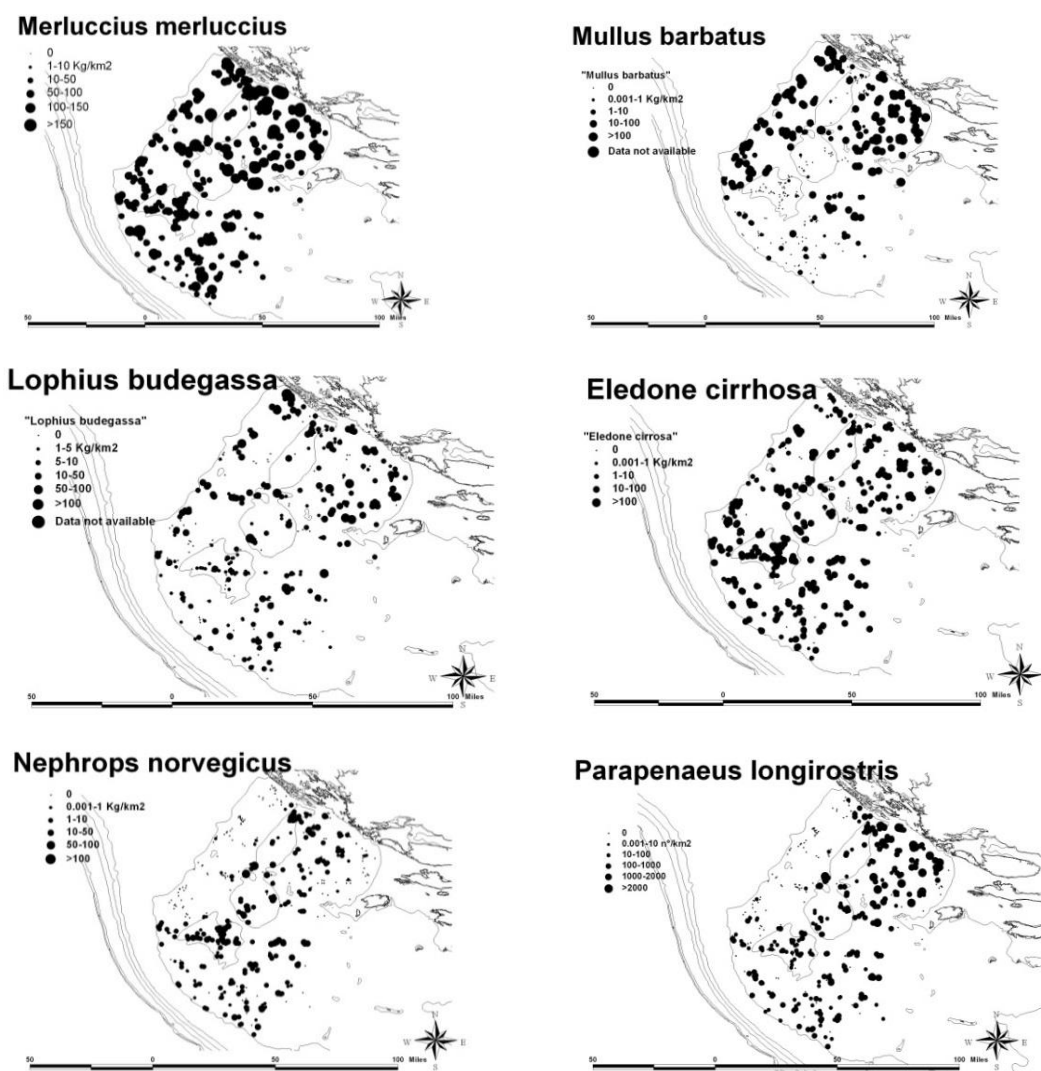 Merluccius merluccius
0
1-10 Kg/km2
10-50
50-100
100-150
>150
N
W E
S
50 0 50 100 Miles
Mullus barbatus
"Mullus barbatus"
0
0.001-1 Kg/km2
1-10
10-100
>100
Data not available
N
W E
S
50 0 50 100 Miles
Lophius budegassa
"Lophius budegassa"
0
1-5 Kg/km2
5-10
10-50
50-100
>100
Data not available
N
W E
S
50 0 50 100 Miles
Eledone cirrhosa
"Eledone cirrosa"
0
0.001-1 Kg/km2
1-10
10-100
>100
N
W E
S
50 0 50 100 Miles
Nephrops norvegicus
0
0.001-1 Kg/km2
1-10
10-50
50-100
>100
N
W E
S
50 0 50 100 Miles
Parapenaeus longirostris
0
0.001-10 n°/km2
10-100
100-1000
1000-2000
>2000
N
W E
S
50 0 50 100 Miles